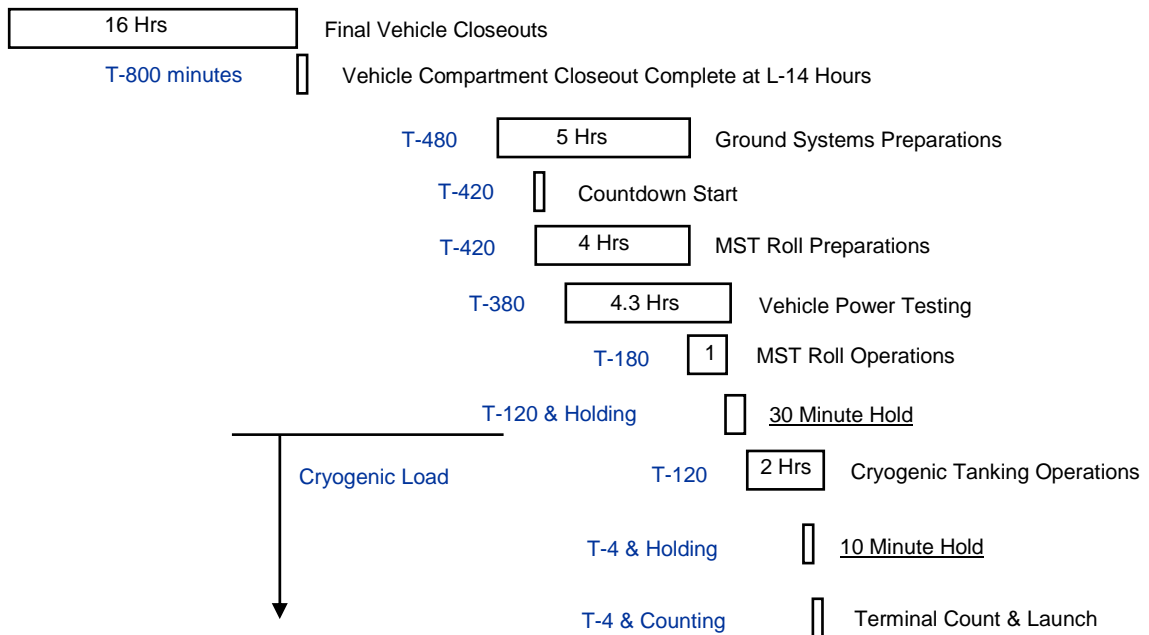 16 Hrs Final Vehicle Closeouts
T-800 minutes Vehicle Compartment Closeout Complete at L-14 Hours
T-480 5 Hrs Ground Systems Preparations
T-420 Countdown Start
T-420 4 Hrs MST Roll Preparations
T-380 4.3 Hrs Vehicle Power Testing
T-180 1 MST Roll Operations
T-120 & Holding 30 Minute Hold
Cryogenic Load T-120 2 Hrs Cryogenic Tanking Operations
T-4 & Holding 10 Minute Hold
T-4 & Counting Terminal Count & Launch